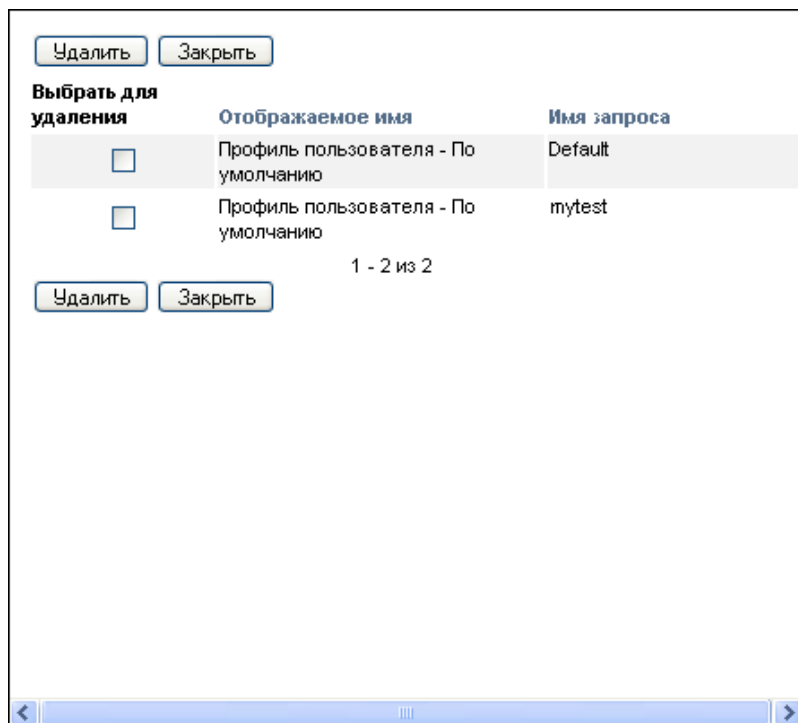 Удалить Закрыть
Выбрать для
удаления Отображаемое имя Имя запроса
Профиль пользователя - По Default
умолчанию
Профиль пользователя - По mytest
умолчанию
1 - 2 из 2
Удалить Закрыть